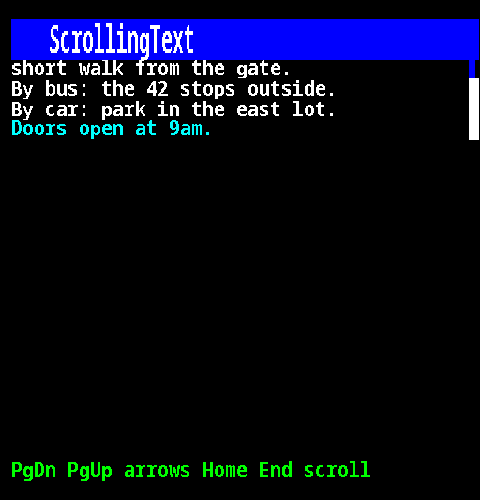 ScrollingText
short walk from the gate.
By bus: the 42 stops outside.
By car: park in the east lot.
Doors open at 9am.
PgDn PgUp arrows Home End scroll